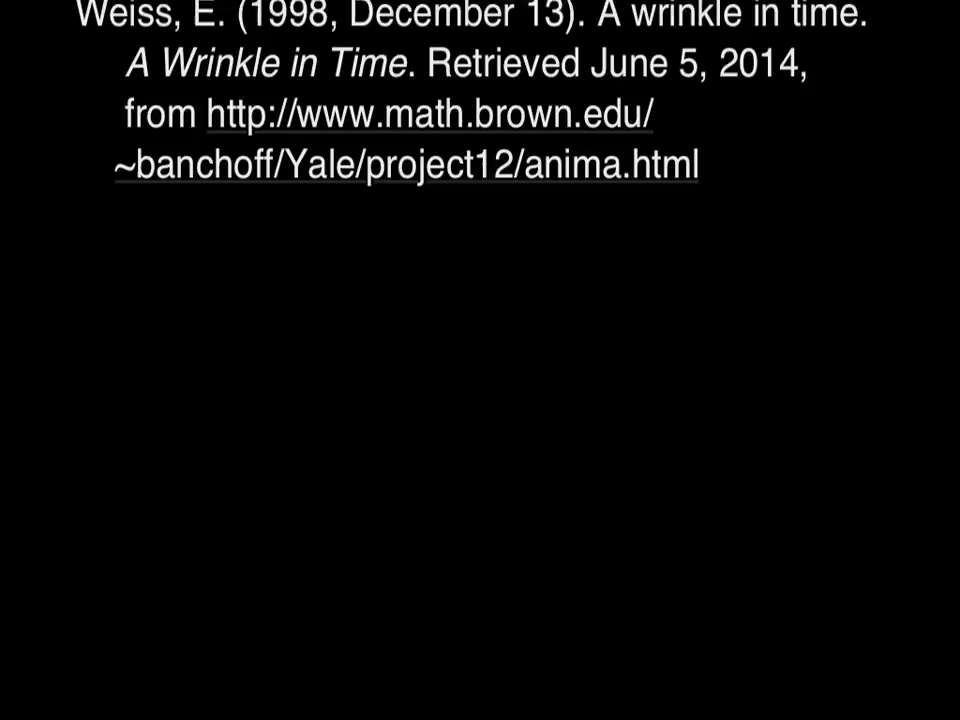 Weiss, E. (1998, December 13). A wrinkle in time.
A Wrinkle in Time. Retrieved June 5, 2014,
from http://www.math.brown.edu/
~banchoff/Yale/project12/anima.html